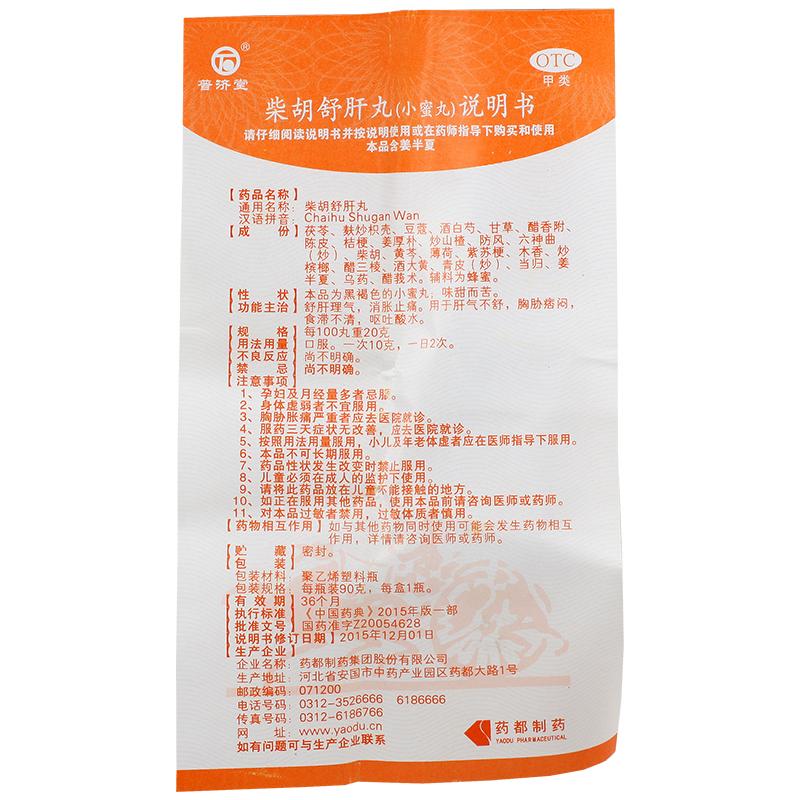 普济堂®
OTC
甲类
柴胡舒肝丸(小蜜丸)说明书
请仔细阅读说明书并按说明使用或在药师指导下购买和使用
本品含姜半夏
【药品名称】
通用名称：柴胡舒肝丸
汉语拼音：Chaihu Shugan Wan
【成 份】茯苓、麸炒枳壳、豆蔻、酒白芍、甘草、醋香附、
陈皮、桔梗、姜厚朴、炒山楂、防风、六神曲
（炒）、柴胡、黄芩、薄荷、紫苏梗、木香、炒
槟榔、醋三棱、酒大黄、青皮（炒）、当归、姜
半夏、乌药、醋莪术。辅料为蜂蜜。
【性 状】本品为黑褐色的小蜜丸；味甜而苦。
【功能主治】舒肝理气，消胀止痛。用于肝气不舒，胸胁痞闷，
食滞不清，呕吐酸水。
【规 格】每100丸重20克
【用法用量】口服。一次10克，一日2次。
【不良反应】尚不明确。
【禁 忌】尚不明确。
【注意事项】
1、孕妇及月经量多者忌服。
2、身体虚弱者不宜服用。
3、胸胁胀痛严重者应去医院就诊。
4、服药三天症状无改善，应去医院就诊。
5、按照用法用量服用，小儿及年老体虚者应在医师指导下服用。
6、本品不可长期服用。
7、药品性状发生改变时禁止服用。
8、儿童必须在成人的监护下使用。
9、请将此药品放在儿童不能接触的地方。
10、如正在服用其他药品，使用本品前请咨询医师或药师。
11、对本品过敏者禁用，过敏体质者慎用。
【药物相互作用】如与其他药物同时使用可能会发生药物相互
作用，详情请咨询医师或药师。
【贮 藏】密封。
【包 装】
包装材料：聚乙烯塑料瓶
包装规格：每瓶装90克，每盒1瓶。
【有 效 期】36个月
【执行标准】《中国药典》2015年版一部
【批准文号】国药准字Z20054628
【说明书修订日期】2015年12月01日
【生产企业】
企业名称：药都制药集团股份有限公司
生产地址：河北省安国市中药产业园区药都大路1号
邮政编码：071200
电话号码：0312-3526666 6186666
传真号码：0312-6186766
网 址：www.yaodu.cn
如有问题可与生产企业联系
药都制药
YAODU PHARMACEUTICAL